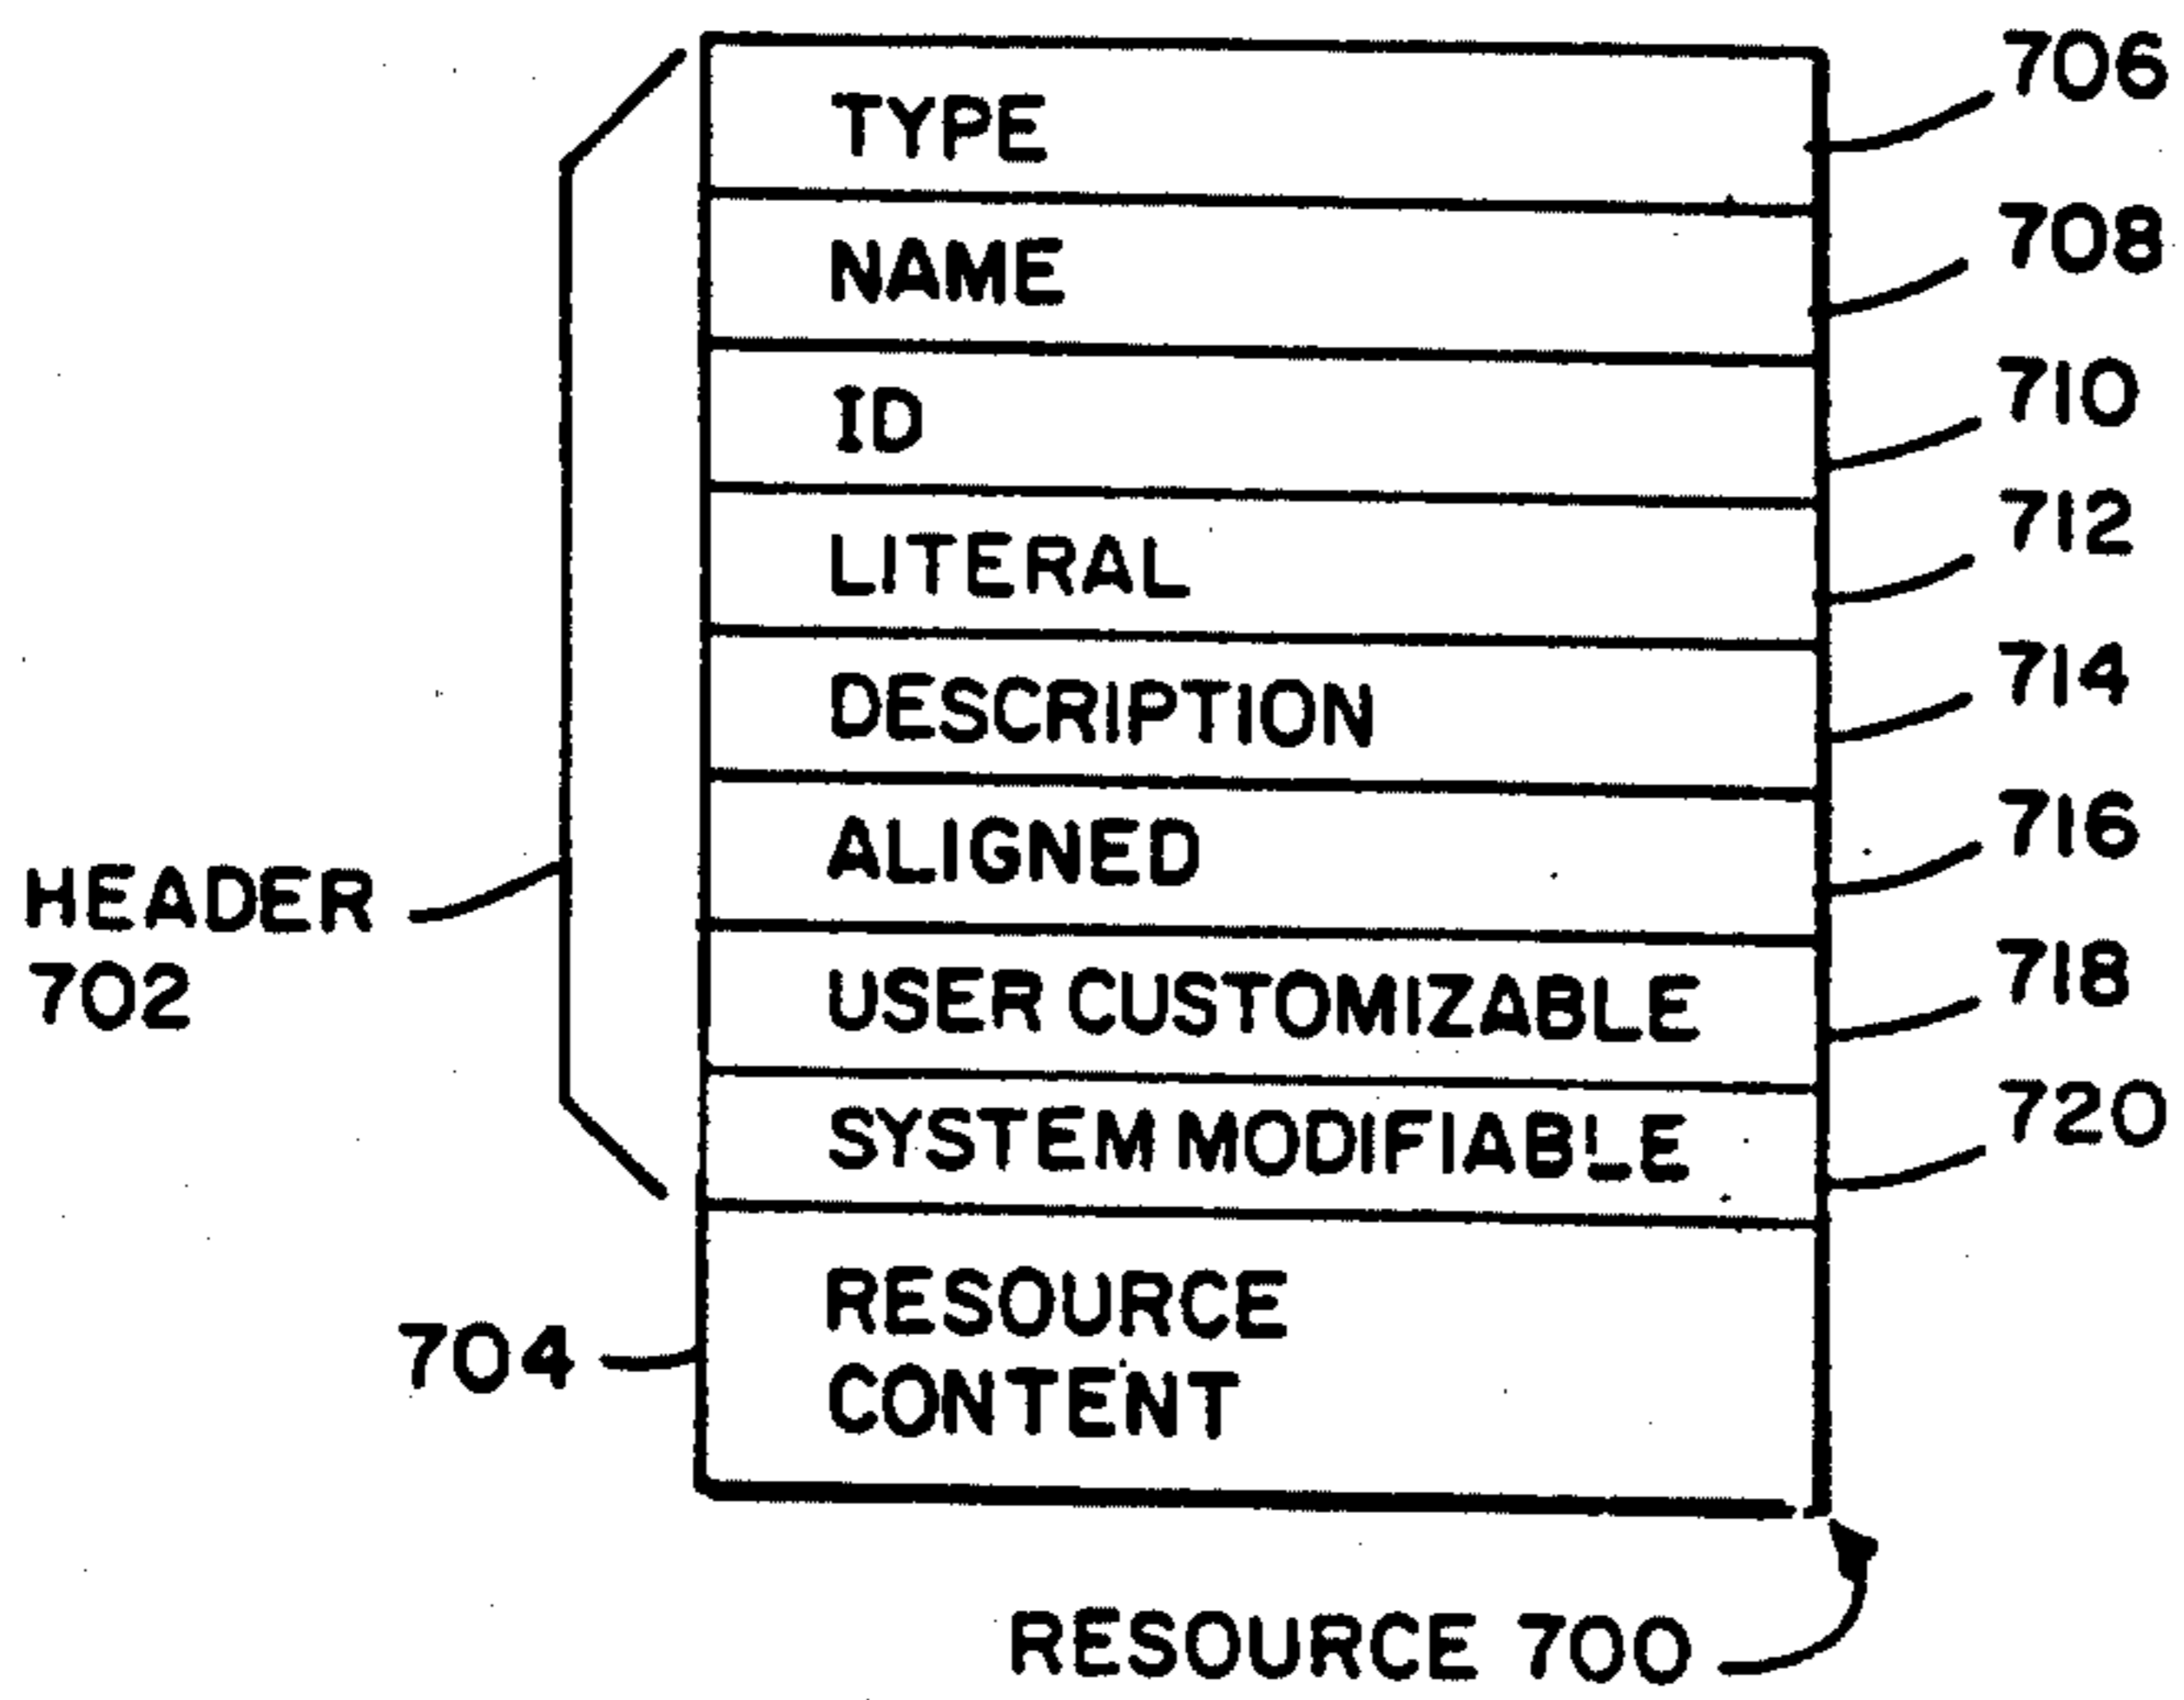 TYPE 706
NAME 708
ID 710
LITERAL 712
DESCRIPTION 714
ALIGNED 716
HEADER
702
USER CUSTOMIZABLE 718
SYSTEM MODIFIABLE 720
704
RESOURCE
CONTENT
RESOURCE 700